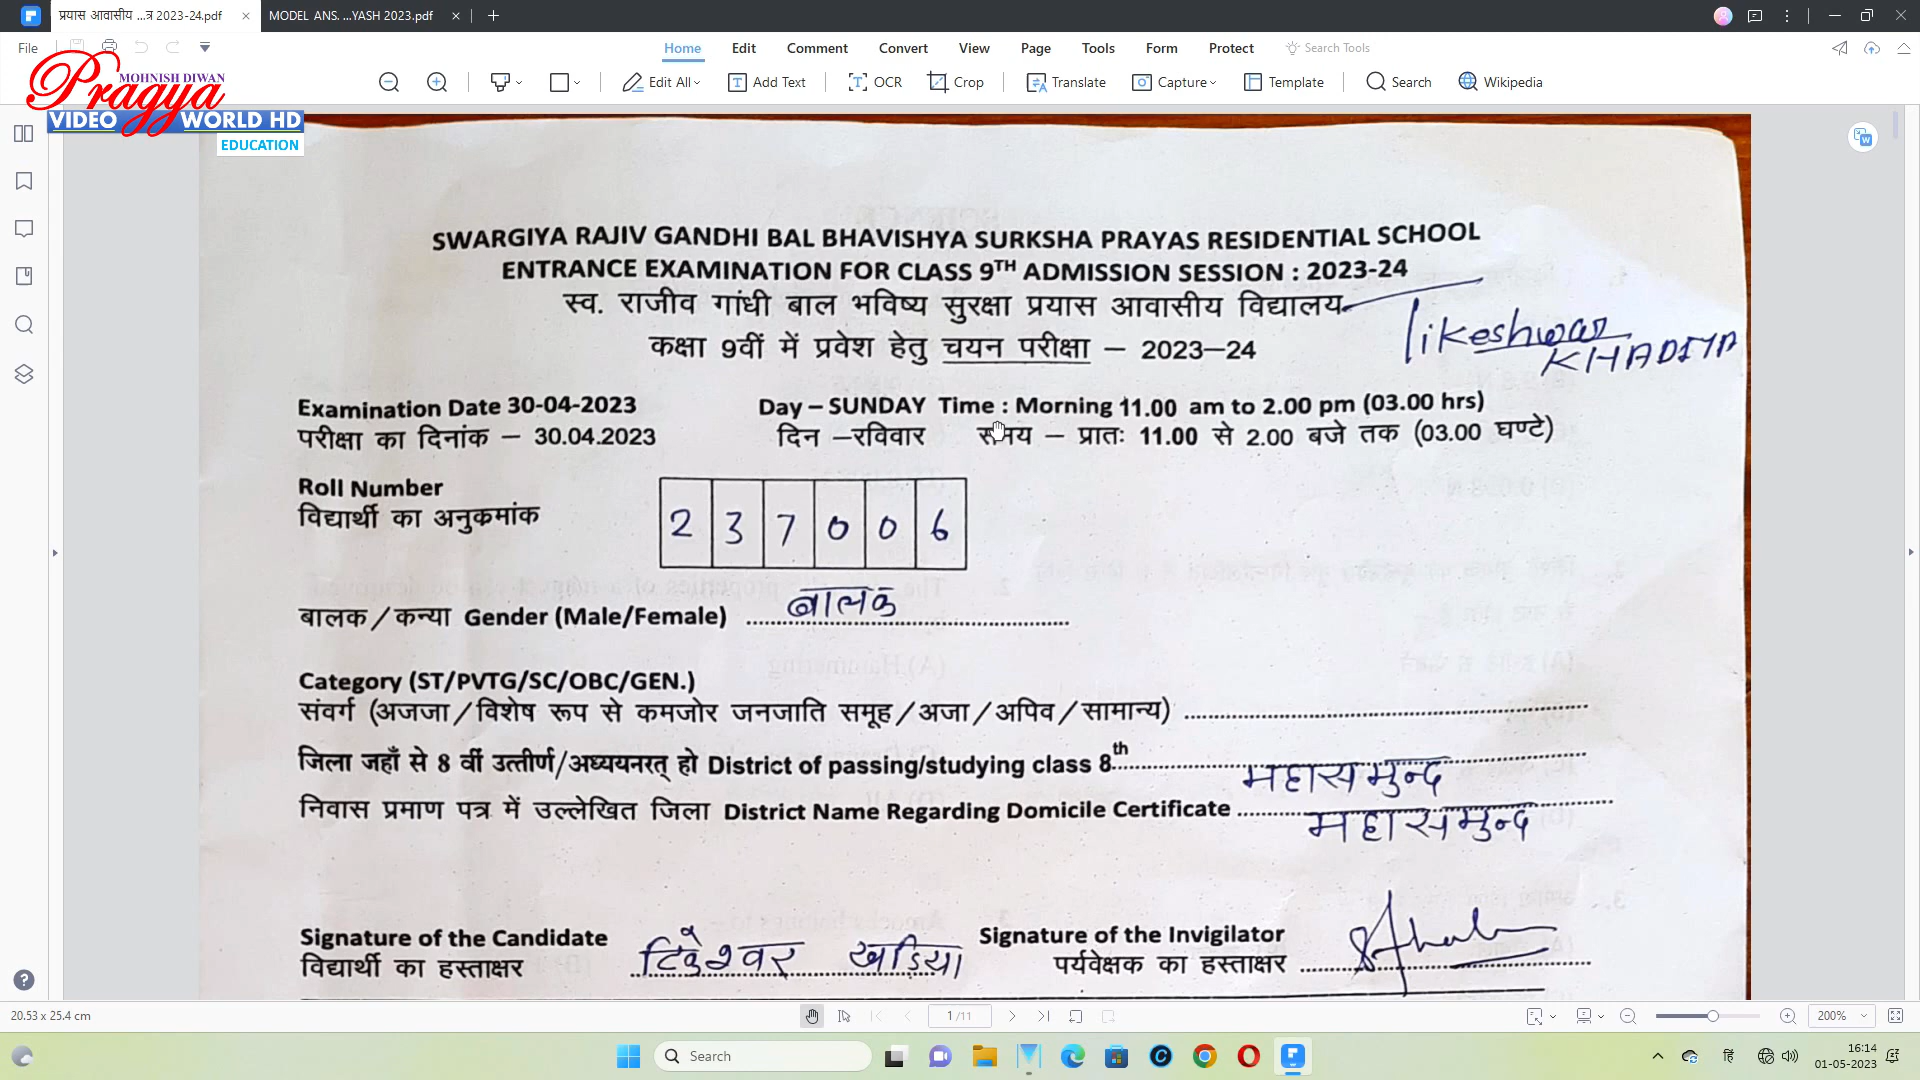 प्रयास आवासीय ...त्र 2023-24.pdf
MODEL ANS. ...YASH 2023.pdf
File
Home Edit Comment Convert View Page Tools Form Protect Search Tools
Edit All Add Text OCR Crop Translate Capture Template Search Wikipedia
MOHNISH DIWAN
Pragya
VIDEO WORLD HD
EDUCATION
SWARGIYA RAJIV GANDHI BAL BHAVISHYA SURKSHA PRAYAS RESIDENTIAL SCHOOL
ENTRANCE EXAMINATION FOR CLASS 9TH ADMISSION SESSION : 2023-24
स्व. राजीव गांधी बाल भविष्य सुरक्षा प्रयास आवासीय विद्यालय
कक्षा 9वीं में प्रवेश हेतु चयन परीक्षा – 2023–24
KHADIYA
Examination Date 30-04-2023 Day – SUNDAY Time : Morning 11.00 am to 2.00 pm (03.00 hrs)
परीक्षा का दिनांक – 30.04.2023 दिन –रविवार समय – प्रातः 11.00 से 2.00 बजे तक (03.00 घण्टे)
Roll Number
विद्यार्थी का अनुकमांक
2 3 7 0 0 6
बालक/कन्या Gender (Male/Female) बालक
Category (ST/PVTG/SC/OBC/GEN.)
संवर्ग (अजजा/विशेष रूप से कमजोर जनजाति समूह/अजा/अपिव/सामान्य)
जिला जहाँ से 8 वीं उत्तीर्ण/अध्ययनरत् हो District of passing/studying class 8th महासमुन्द
निवास प्रमाण पत्र में उल्लेखित जिला District Name Regarding Domicile Certificate महासमुन्द
Signature of the Candidate
विद्यार्थी का हस्ताक्षर
टिकेश्वर खड़िया
Signature of the Invigilator
पर्यवेक्षक का हस्ताक्षर
20.53 x 25.4 cm
1 /11
200%
Search
हिं
16:14
01-05-2023